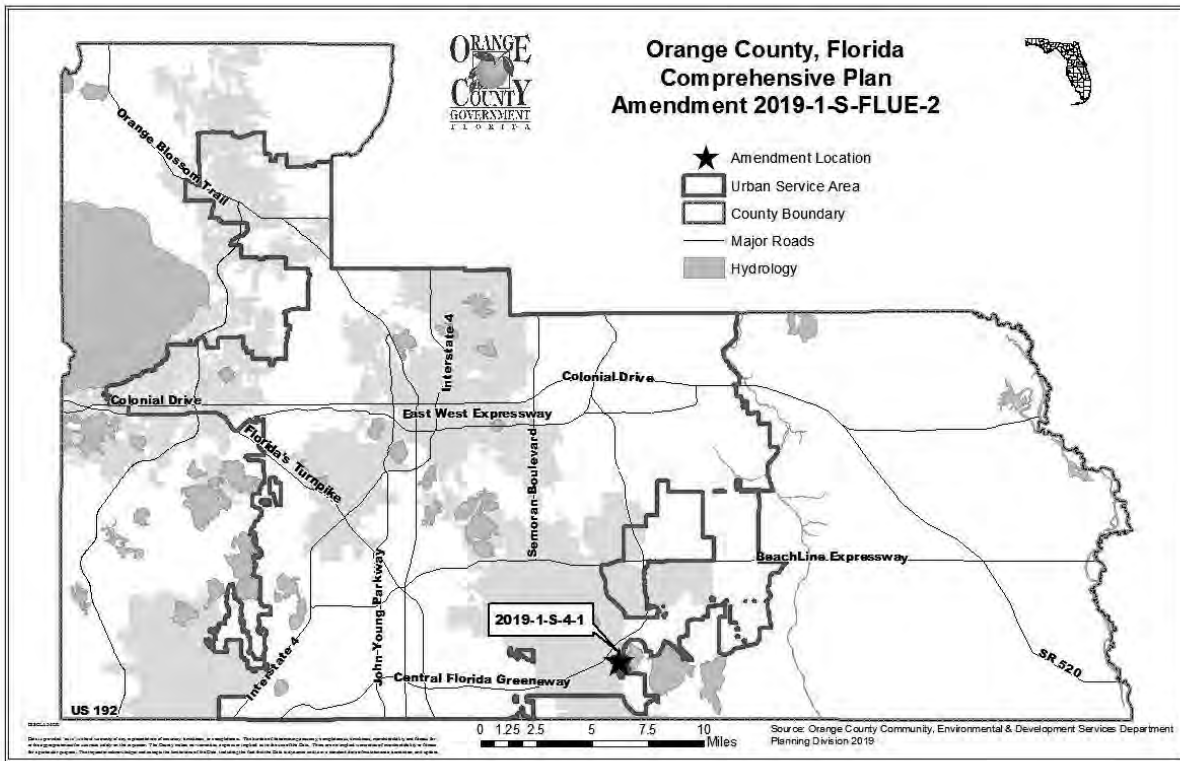 ORANGE
COUNTY
GOVERNMENT
FLORIDA
Orange County, Florida
Comprehensive Plan
Amendment 2019-1-S-FLUE-2
Amendment Location
Urban Service Area
County Boundary
Major Roads
Hydrology
Orange Blossom Trail
Interstate 4
Colonial Drive
Colonial Drive
East West Expressway
Florida's Turnpike
Semoran Boulevard
BeachLine Expressway
John Young Parkway
2019-1-S-4-1
Interstate 4
Central Florida Greeneway
SR 520
US 192
0 1.25 2.5 5 7.5 10
Miles
Source: Orange County Community, Environmental & Development Services Department
Planning Division 2019